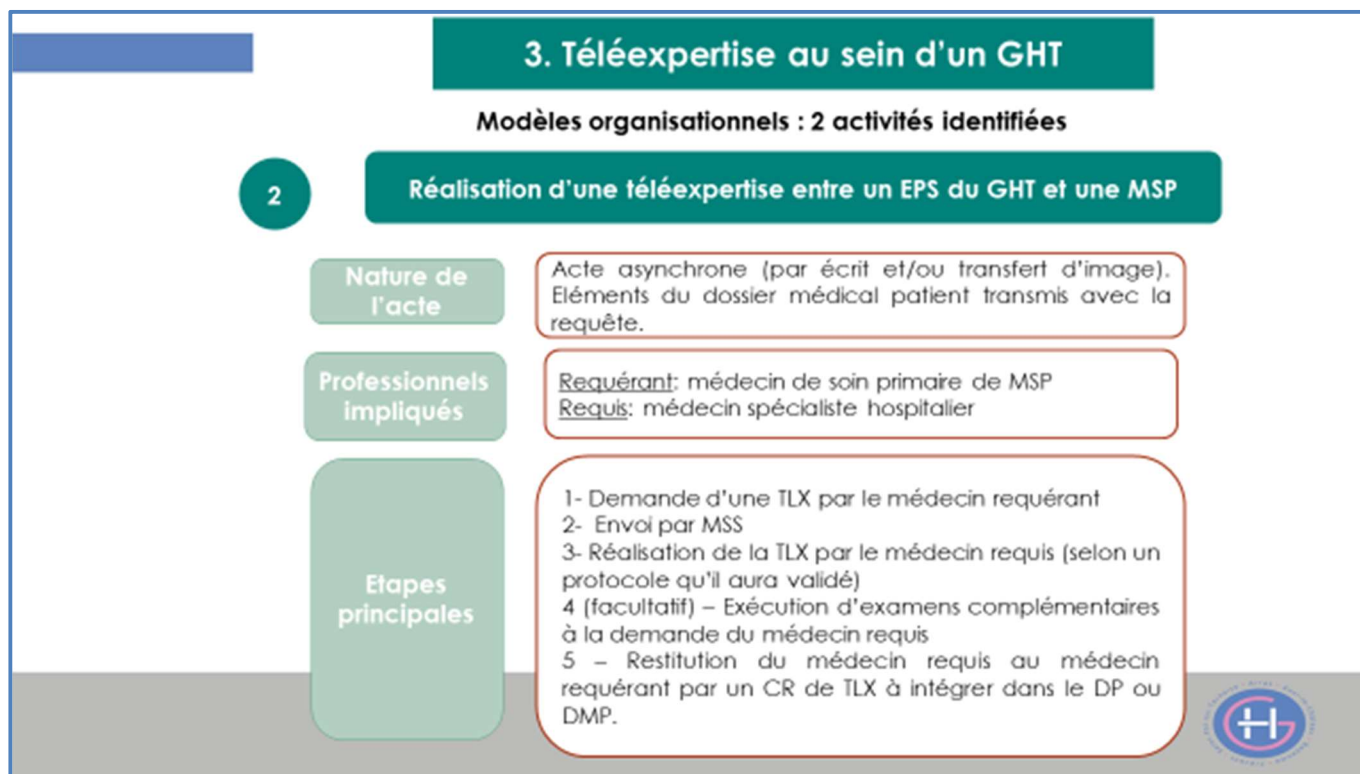 3. Téléexpertise au sein d'un GHT
Modèles organisationnels : 2 activités identifiées
2
Réalisation d'une téléexpertise entre un EPS du GHT et une MSP
Nature de
l'acte
Acte asynchrone (par écrit et/ou transfert d'image).
Eléments du dossier médical patient transmis avec la
requête.
Professionnels
impliqués
Requérant: médecin de soin primaire de MSP
Requis: médecin spécialiste hospitalier
Etapes
principales
1- Demande d'une TLX par le médecin requérant
2- Envoi par MSS
3- Réalisation de la TLX par le médecin requis (selon un
protocole qu'il aura validé)
4 (facultatif) – Exécution d'examens complémentaires
à la demande du médecin requis
5 – Restitution du médecin requis au médecin
requérant par un CR de TLX à intégrer dans le DP ou
DMP.
GH